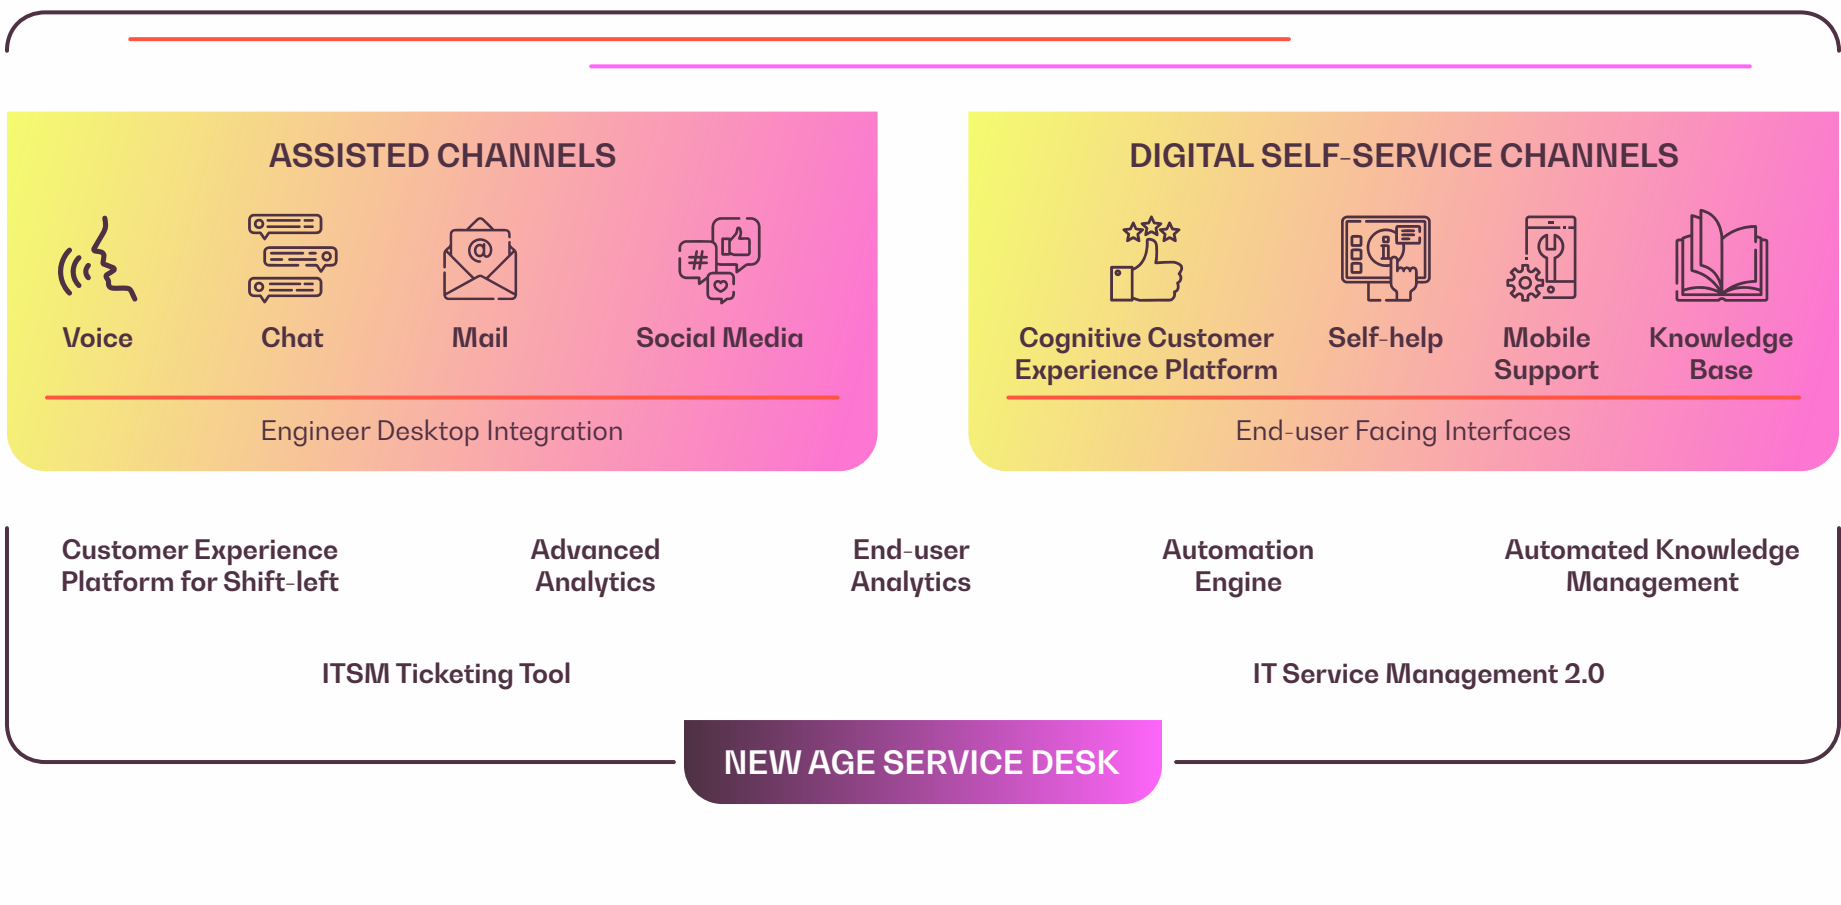 ASSISTED CHANNELS
@
#
Voice
Chat
Mail
Social Media
Engineer Desktop Integration
DIGITAL SELF-SERVICE CHANNELS
i
Cognitive Customer
Experience Platform
Self-help
Mobile
Support
Knowledge
Base
End-user Facing Interfaces
Customer Experience
Platform for Shift-left
Advanced
Analytics
End-user
Analytics
Automation
Engine
Automated Knowledge
Management
ITSM Ticketing Tool
IT Service Management 2.0
NEW AGE SERVICE DESK